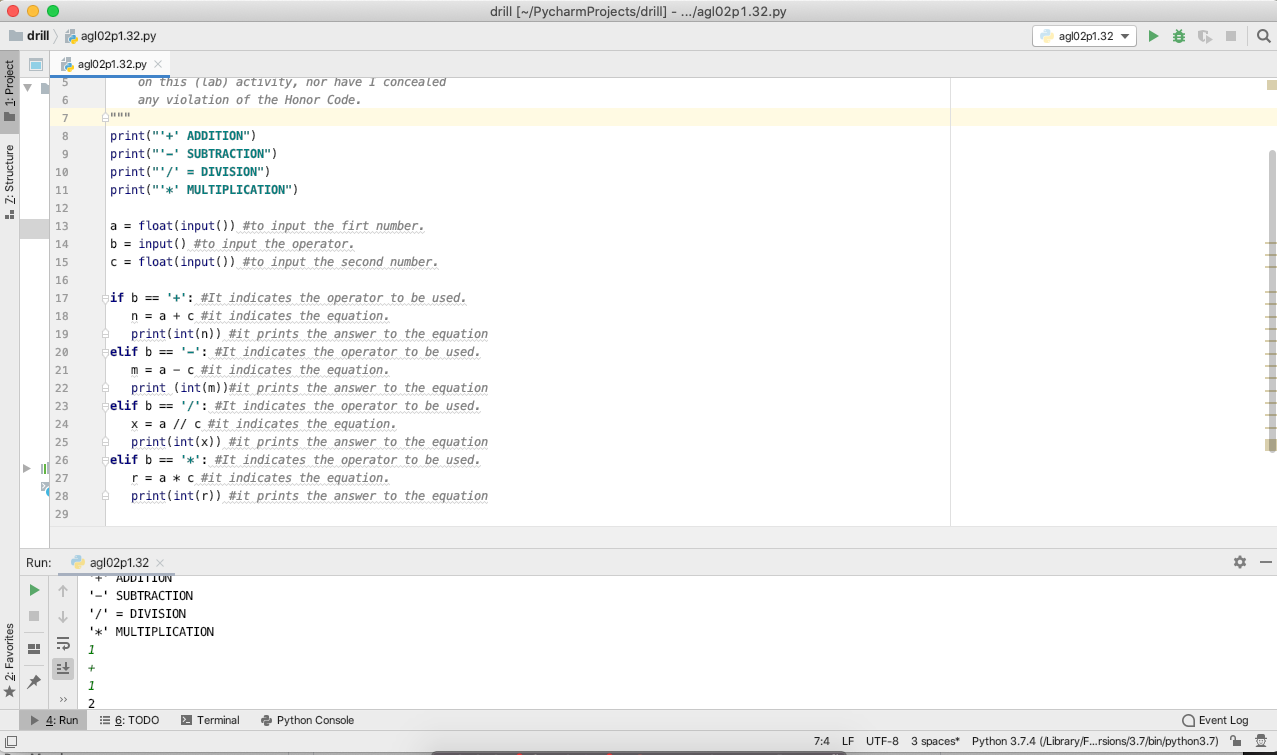 drill [~/PycharmProjects/drill] - .../agl02p1.32.py
drill
agl02p1.32.py
agl02p1.32
1: Project
agl02p1.32.py
5 on this (lab) activity, nor have I concealed
6 any violation of the Honor Code.
7 """
8 print("'+' ADDITION")
9 print("'-' SUBTRACTION")
10 print("'/' = DIVISION")
11 print("'*' MULTIPLICATION")
12
13 a = float(input()) #to input the firt number.
14 b = input() #to input the operator.
15 c = float(input()) #to input the second number.
16
17 if b == '+': #It indicates the operator to be used.
18 n = a + c #it indicates the equation.
19 print(int(n)) #it prints the answer to the equation
20 elif b == '-': #It indicates the operator to be used.
21 m = a - c #it indicates the equation.
22 print (int(m))#it prints the answer to the equation
23 elif b == '/': #It indicates the operator to be used.
24 x = a // c #it indicates the equation.
25 print(int(x)) #it prints the answer to the equation
26 elif b == '*': #It indicates the operator to be used.
27 r = a * c #it indicates the equation.
28 print(int(r)) #it prints the answer to the equation
29
Z: Structure
2: Favorites
Run: agl02p1.32
'+' ADDITION
'-' SUBTRACTION
'/' = DIVISION
'*' MULTIPLICATION
1
+
1
2
4: Run 6: TODO Terminal Python Console Event Log
7:4 LF UTF-8 3 spaces* Python 3.7.4 (/Library/F...rsions/3.7/bin/python3.7)